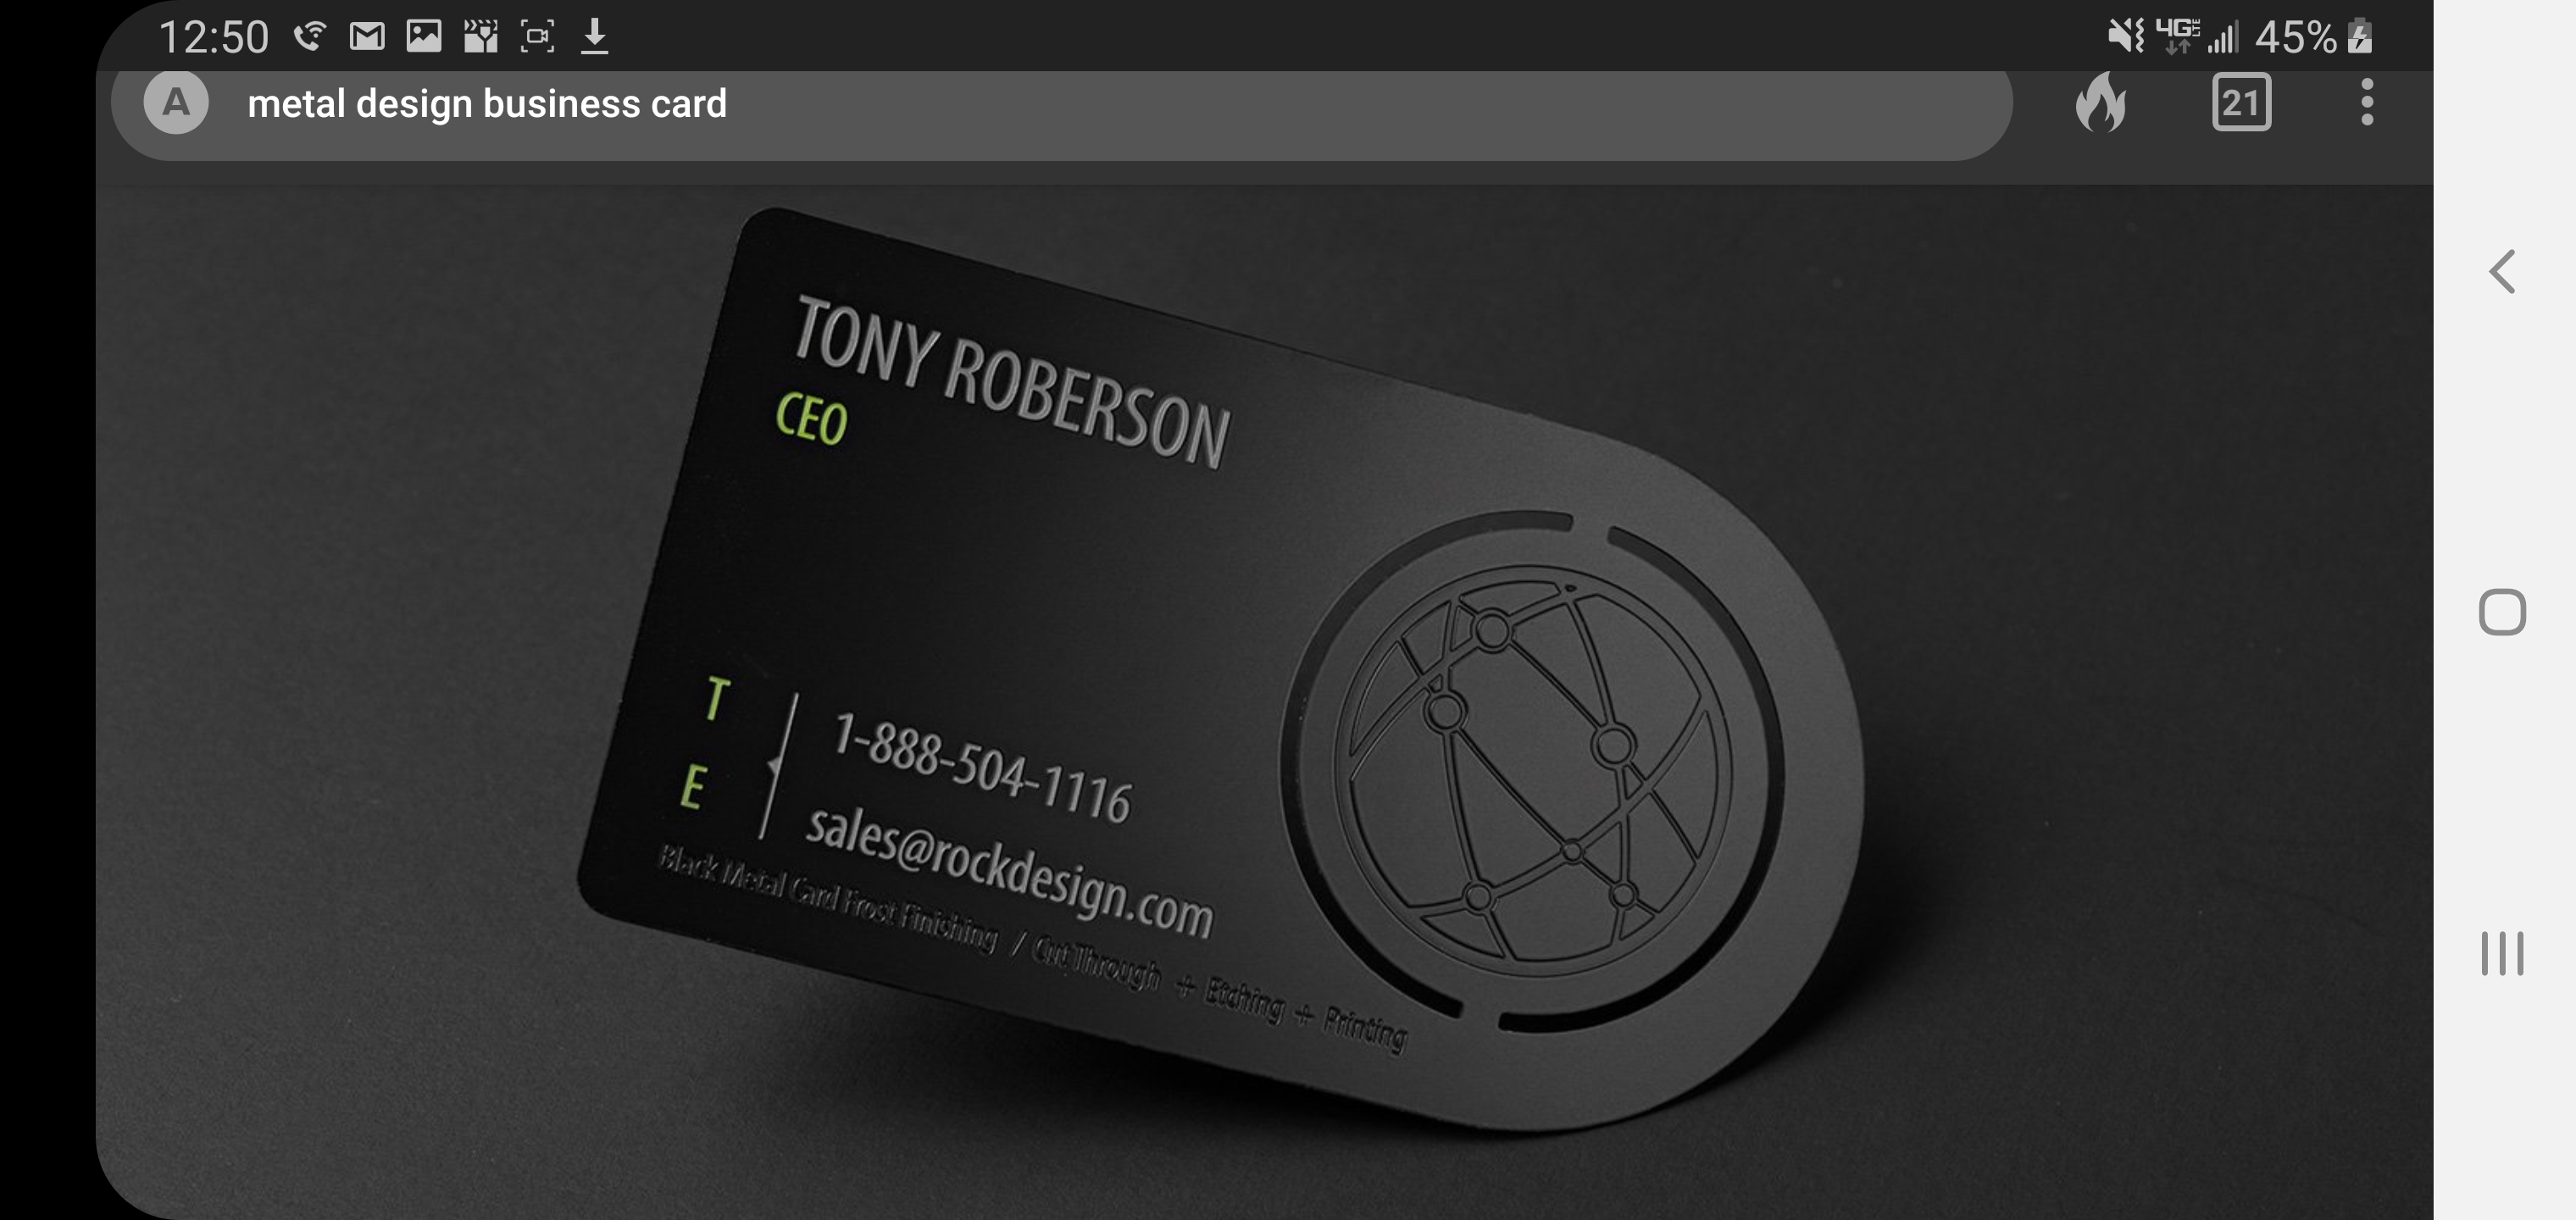 12:50
4G LTE 45%
A metal design business card
21
TONY ROBERSON
CEO
T 1-888-504-1116
E sales@rockdesign.com
Black Metal Card Frost Finishing / Cut Through + Etching + Printing